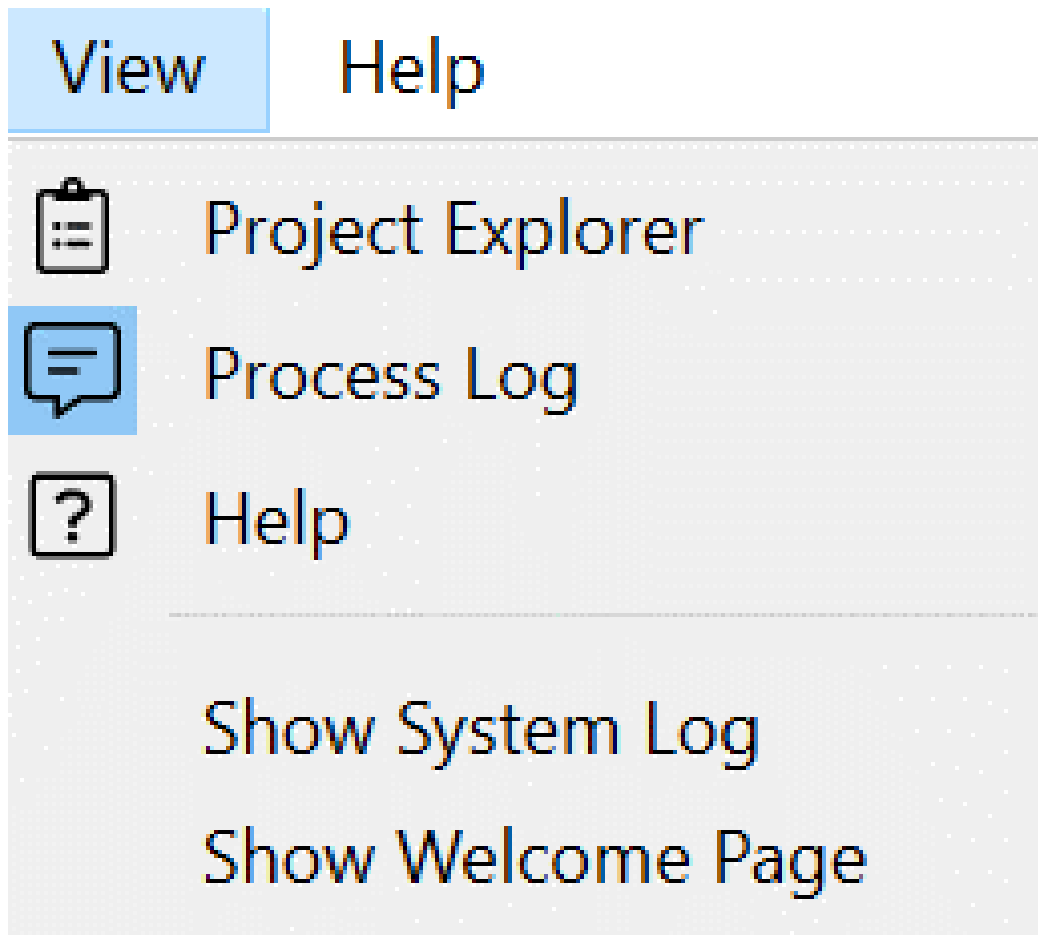 View Help
Project Explorer
Process Log
? Help
Show System Log
Show Welcome Page